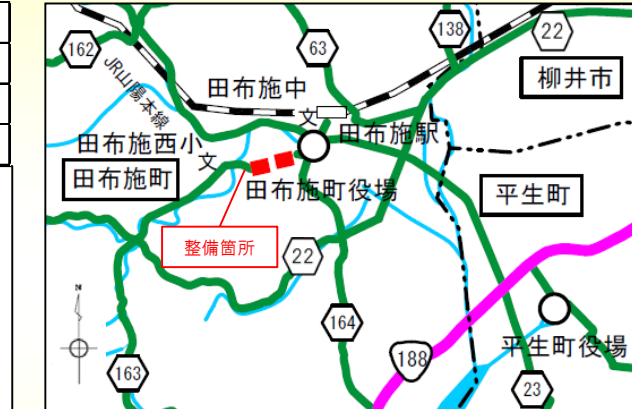 162
63
138
22
柳井市
JR山陽本線
田布施中
文
田布施駅
田布施西小
文
田布施町
田布施町役場
平生町
整備箇所
22
164
188
平生町役場
163
23
N